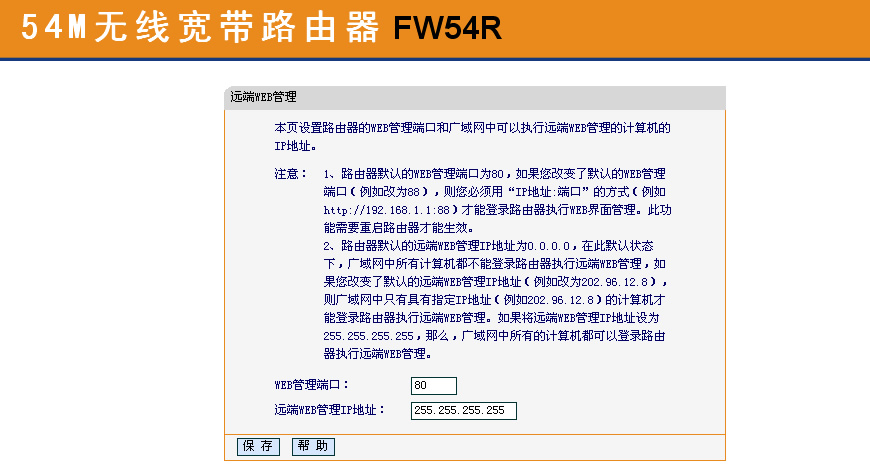 54M无线宽带路由器 FW54R
远端WEB管理
本页设置路由器的WEB管理端口和广域网中可以执行远端WEB管理的计算机的
IP地址。
注意： 1、路由器默认的WEB管理端口为80，如果您改变了默认的WEB管理
端口（例如改为88），则您必须用“IP地址:端口”的方式（例如
http://192.168.1.1:88）才能登录路由器执行WEB界面管理。此功
能需要重启路由器才能生效。
2、路由器默认的远端WEB管理IP地址为0.0.0.0，在此默认状态
下，广域网中所有计算机都不能登录路由器执行远端WEB管理，如
果您改变了默认的远端WEB管理IP地址（例如改为202.96.12.8），
则广域网中只有具有指定IP地址（例如202.96.12.8）的计算机才
能登录路由器执行远端WEB管理。如果将远端WEB管理IP地址设为
255.255.255.255，那么，广域网中所有的计算机都可以登录路由
器执行远端WEB管理。
WEB管理端口： 80
远端WEB管理IP地址： 255.255.255.255
保 存 帮 助